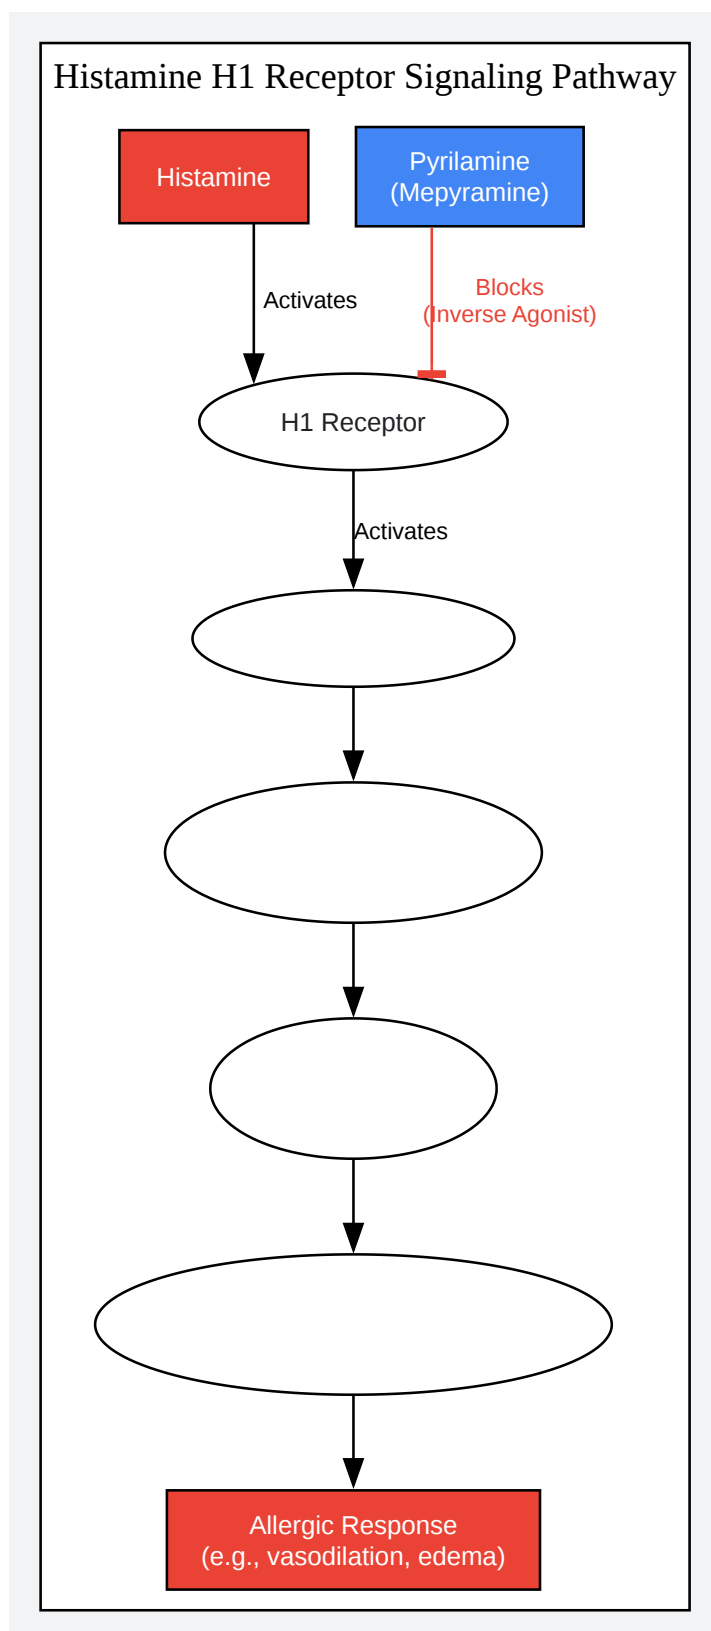 Histamine H1 Receptor Signaling Pathway
Histamine
Pyrilamine
(Mepyramine)
Activates
Blocks
(Inverse Agonist)
H1 Receptor
Activates
Allergic Response
(e.g., vasodilation, edema)